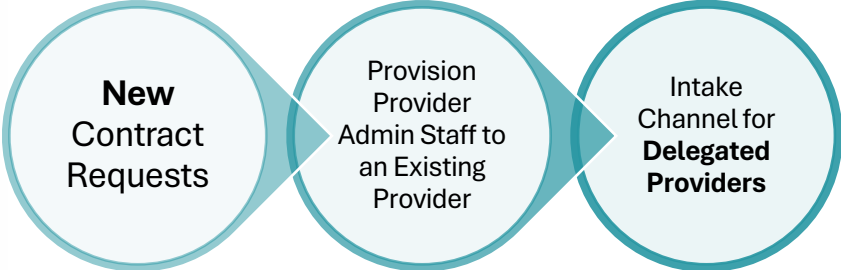 New
Contract
Requests
Provision
Provider
Admin Staff to
an Existing
Provider
Intake
Channel for
Delegated
Providers